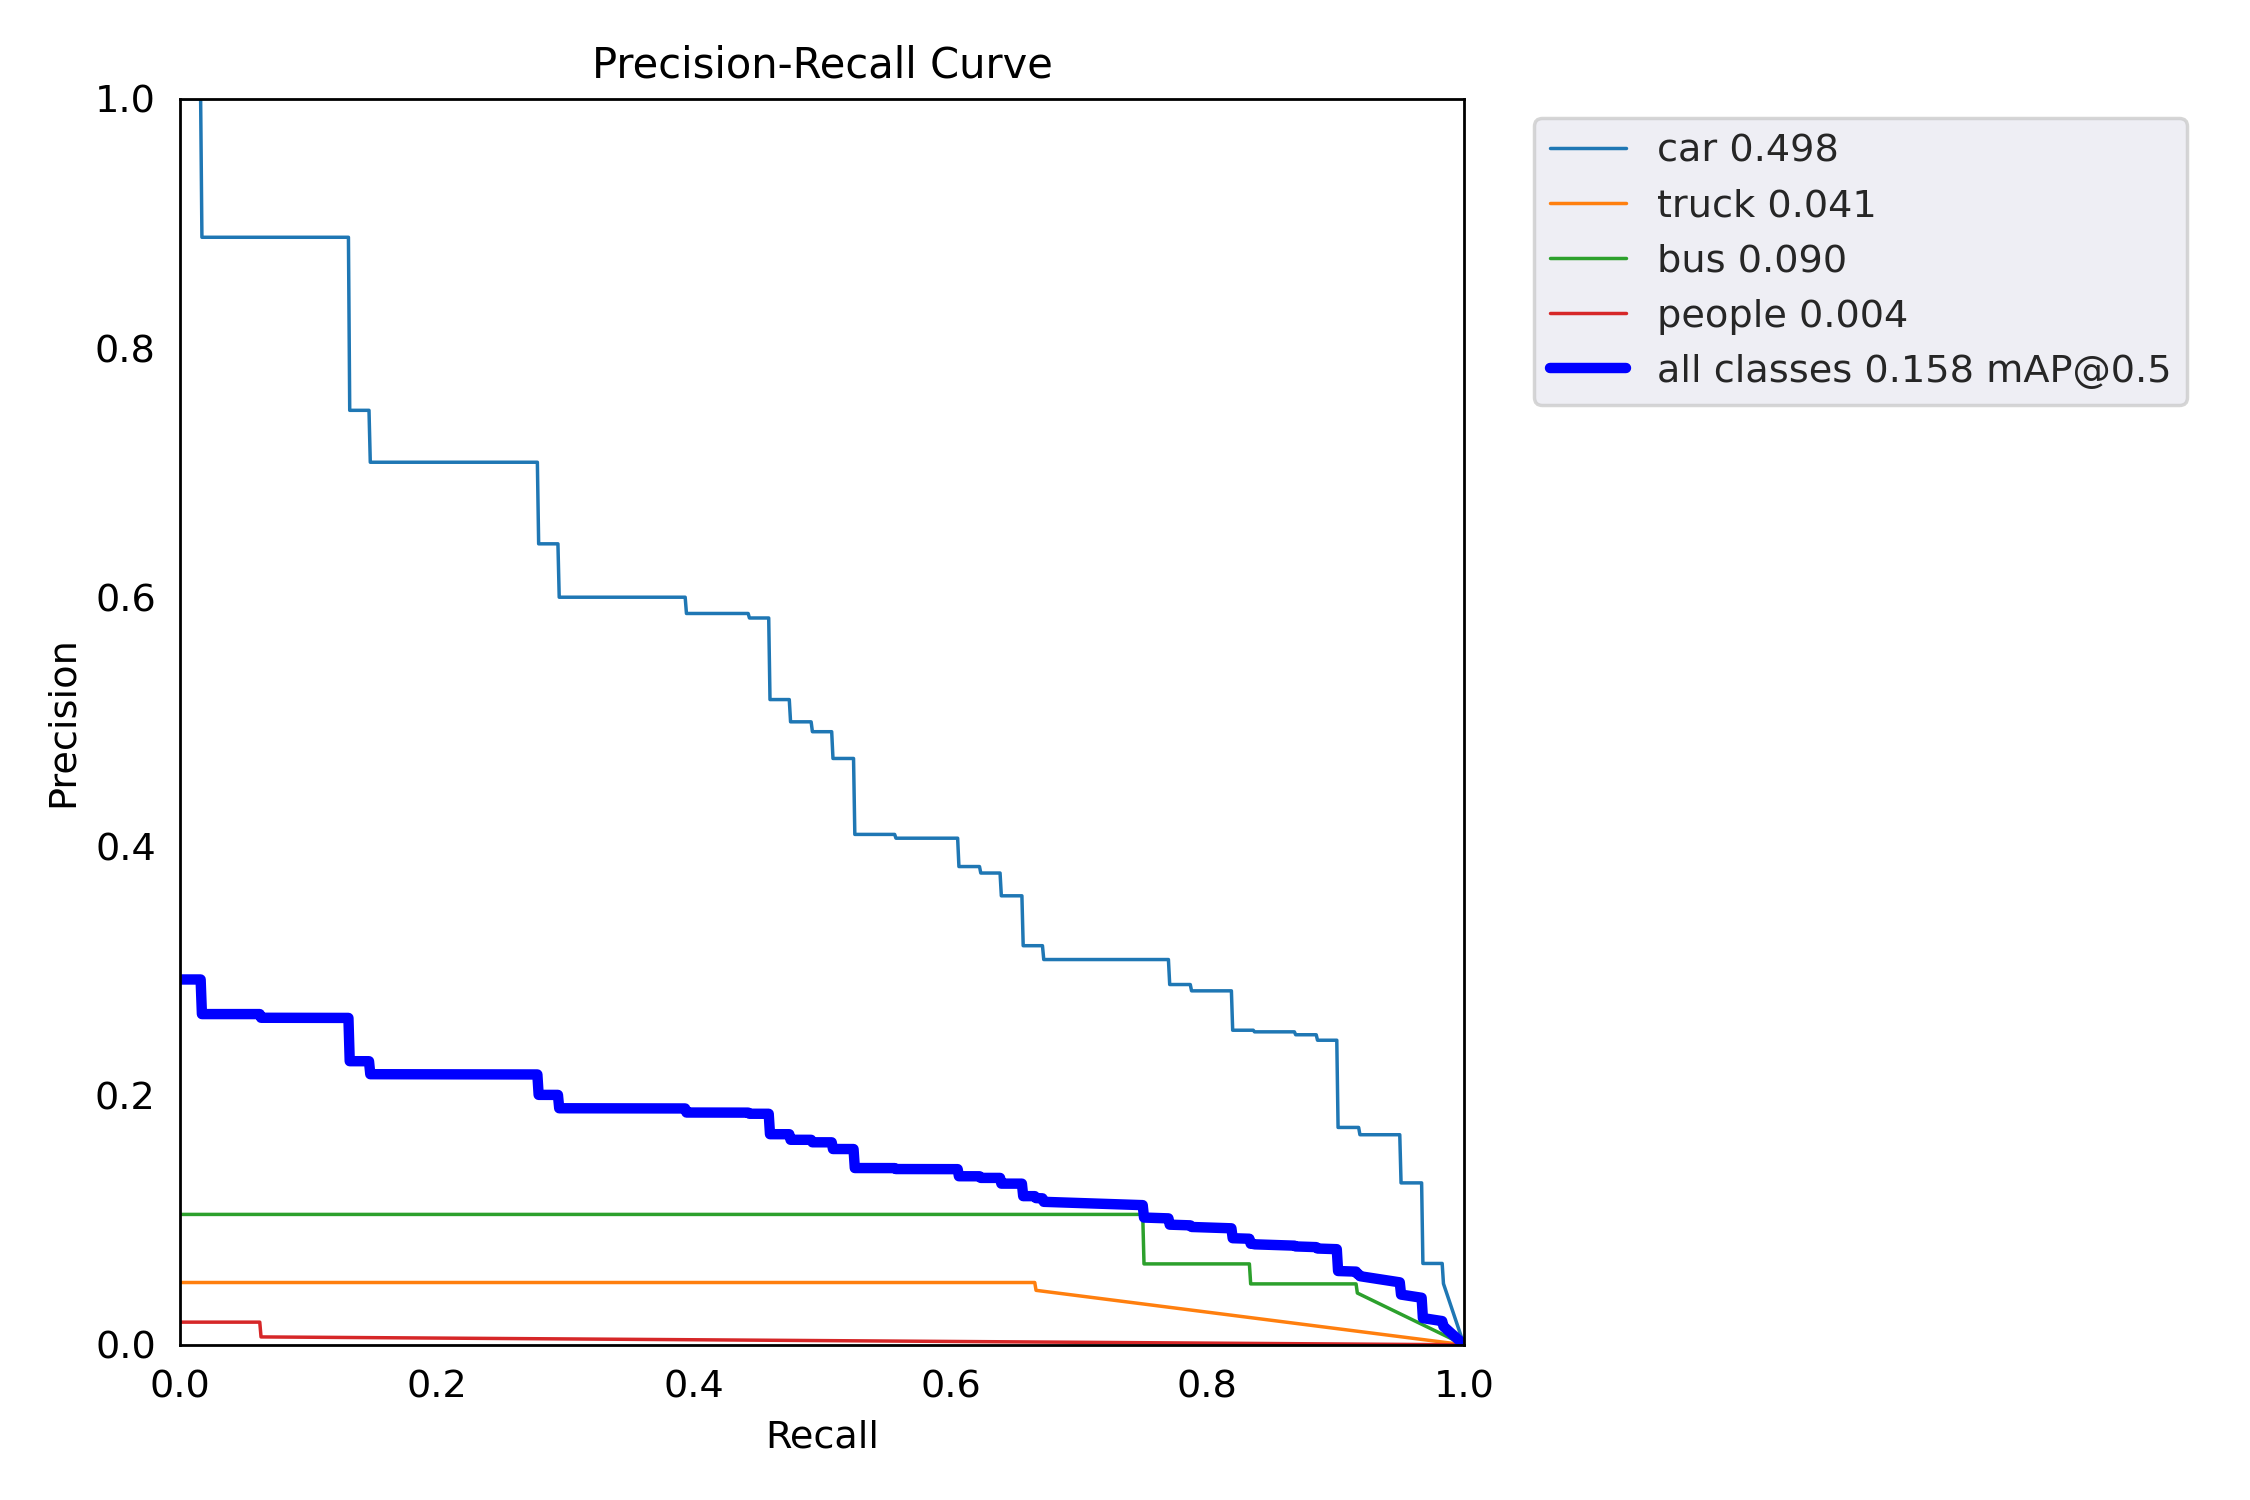 Precision-Recall Curve
1.0
0.8
0.6
0.4
0.2
0.0
Precision
0.0 0.2 0.4 0.6 0.8 1.0
Recall
car 0.498
truck 0.041
bus 0.090
people 0.004
all classes 0.158 mAP@0.5